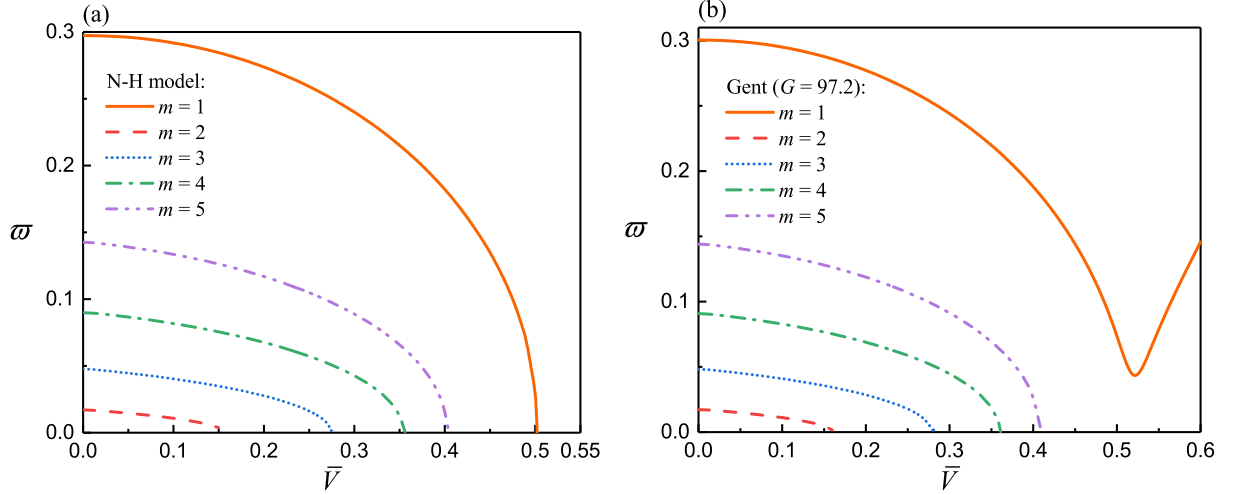 (a)
0.3
0.2
0.1
0.0
ϖ
N-H model:
m = 1
m = 2
m = 3
m = 4
m = 5
0.0 0.1 0.2 0.3 0.4 0.5 0.55
V̅
(b)
0.3
0.2
0.1
0.0
ϖ
Gent (G = 97.2):
m = 1
m = 2
m = 3
m = 4
m = 5
0.0 0.1 0.2 0.3 0.4 0.5 0.6
V̅